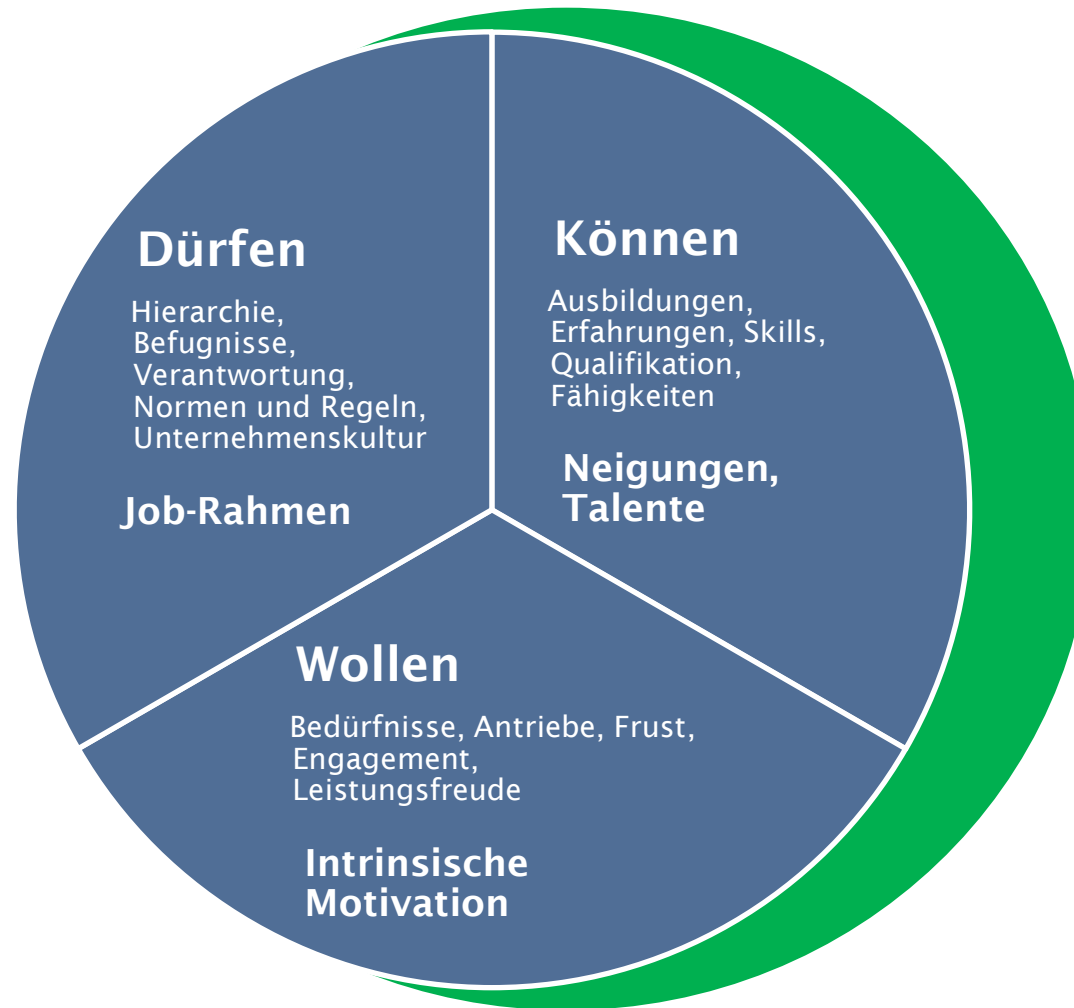 Dürfen
Hierarchie,
Befugnisse,
Verantwortung,
Normen und Regeln,
Unternehmenskultur
Job-Rahmen
Können
Ausbildungen,
Erfahrungen, Skills,
Qualifikation,
Fähigkeiten
Neigungen,
Talente
Wollen
Bedürfnisse, Antriebe, Frust,
Engagement,
Leistungsfreude
Intrinsische
Motivation